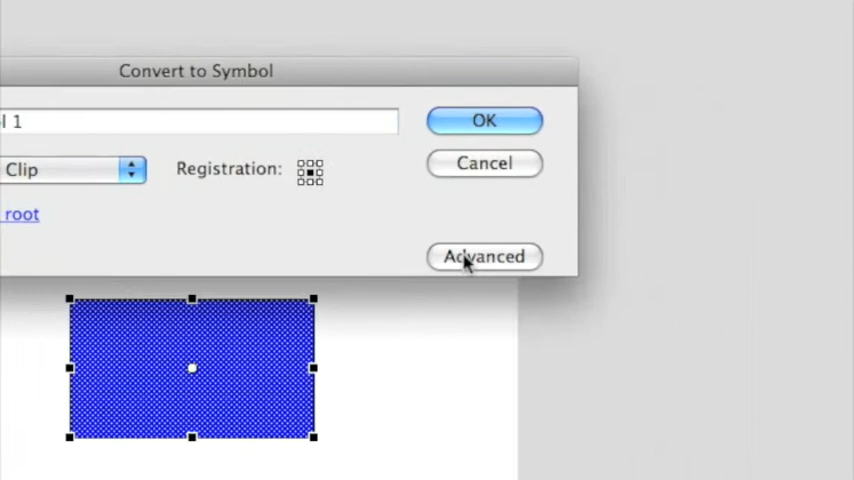 Convert to Symbol
l 1
OK
Clip
Registration:
Cancel
root
Advanced